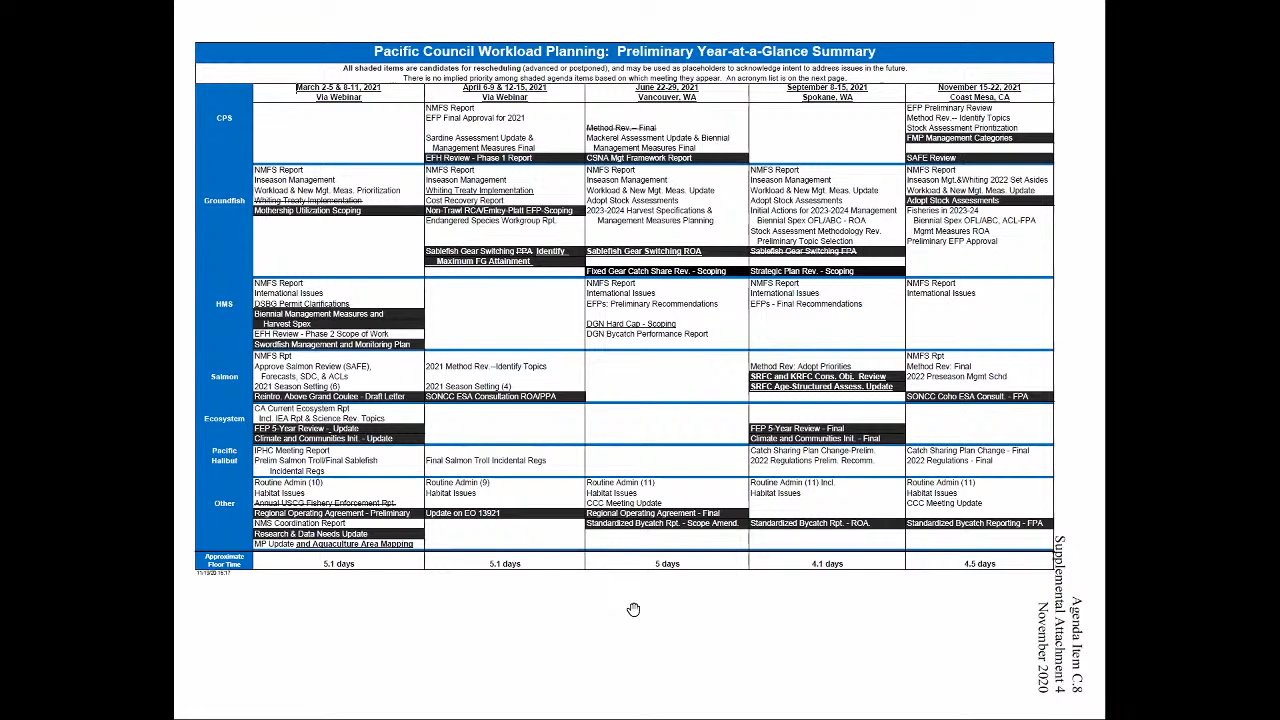 Pacific Council Workload Planning: Preliminary Year-at-a-Glance Summary
All shaded items are candidates for rescheduling (advanced or postponed), and may be used as placeholders to acknowledge intent to address issues in the future.
There is no implied priority among shaded agenda items based on which meeting they appear. An acronym list is on the next page.
March 2-5 & 8-11, 2021
Via Webinar
April 6-9 & 12-15, 2021
Via Webinar
June 22-29, 2021
Vancouver, WA
September 8-15, 2021
Spokane, WA
November 15-22, 2021
Coast Mesa, CA
CPS
NMFS Report
EFP Final Approval for 2021
Sardine Assessment Update &
Management Measures Final
EFH Review - Phase 1 Report
Method Rev.-- Final
Mackerel Assessment Update & Biennial
Management Measures Final
CSNA Mgt Framework Report
EFP Preliminary Review
Method Rev.-- Identify Topics
Stock Assessment Prioritization
FMP Management Categories
SAFE Review
Groundfish
NMFS Report
Inseason Management
Workload & New Mgt. Meas. Prioritization
Whiting Treaty Implementation
Mothership Utilization Scoping
NMFS Report
Inseason Management
Whiting Treaty Implementation
Cost Recovery Report
Non-Trawl RCA/Emley-Platt EFP-Scoping
Endangered Species Workgroup Rpt.
Sablefish Gear Switching PPA Identify
Maximum FG Attainment
NMFS Report
Inseason Management
Workload & New Mgt. Meas. Update
Adopt Stock Assessments
2023-2024 Harvest Specifications &
Management Measures Planning
Sablefish Gear Switching ROA
Fixed Gear Catch Share Rev. - Scoping
NMFS Report
Inseason Management
Workload & New Mgt. Meas. Update
Adopt Stock Assessments
Initial Actions for 2023-2024 Management
Biennial Spex OFL/ABC - ROA
Stock Assessment Methodology Rev.
Preliminary Topic Selection
Sablefish Gear Switching FPA
Strategic Plan Rev. - Scoping
NMFS Report
Inseason Mgt.&Whiting 2022 Set Asides
Workload & New Mgt. Meas. Update
Adopt Stock Assessments
Fisheries in 2023-24
Biennial Spex OFL/ABC, ACL-FPA
Mgmt Measures ROA
Preliminary EFP Approval
HMS
NMFS Report
International Issues
DSBG Permit Clarifications
Biennial Management Measures and
Harvest Spex
EFH Review - Phase 2 Scope of Work
Swordfish Management and Monitoring Plan
NMFS Report
International Issues
EFPs: Preliminary Recommendations
DGN Hard Cap - Scoping
DGN Bycatch Performance Report
NMFS Report
International Issues
EFPs - Final Recommendations
NMFS Report
International Issues
Salmon
NMFS Rpt
Approve Salmon Review (SAFE),
Forecasts, SDC, & ACLs
2021 Season Setting (6)
Reintro. Above Grand Coulee - Draft Letter
2021 Method Rev.--Identify Topics
2021 Season Setting (4)
SONCC ESA Consultation ROA/PPA
Method Rev: Adopt Priorities
SRFC and KRFC Cons. Obj. Review
SRFC Age-Structured Assess. Update
NMFS Rpt
Method Rev: Final
2022 Preseason Mgmt Schd
SONCC Coho ESA Consult. - FPA
Ecosystem
CA Current Ecosystem Rpt
Incl. IEA Rpt & Science Rev. Topics
FEP 5-Year Review - Update
Climate and Communities Init. - Update
FEP 5-Year Review - Final
Climate and Communities Init. - Final
Pacific
Halibut
IPHC Meeting Report
Prelim Salmon Troll/Final Sablefish
Incidental Regs
Final Salmon Troll Incidental Regs
Catch Sharing Plan Change-Prelim.
2022 Regulations Prelim. Recomm.
Catch Sharing Plan Change - Final
2022 Regulations - Final
Other
Routine Admin (10)
Habitat Issues
Annual USCG Fishery Enforcement Rpt.
Regional Operating Agreement - Preliminary
NMS Coordination Report
Research & Data Needs Update
MP Update and Aquaculture Area Mapping
Routine Admin (9)
Habitat Issues
Update on EO 13921
Routine Admin (11)
Habitat Issues
CCC Meeting Update
Regional Operating Agreement - Final
Standardized Bycatch Rpt. - Scope Amend.
Routine Admin (11) Incl.
Habitat Issues
Standardized Bycatch Rpt. - ROA.
Routine Admin (11)
Habitat Issues
CCC Meeting Update
Standardized Bycatch Reporting - FPA
Approximate
Floor Time
5.1 days
5.1 days
5 days
4.1 days
4.5 days
Agenda Item C.8
Supplemental Attachment 4
November 2020